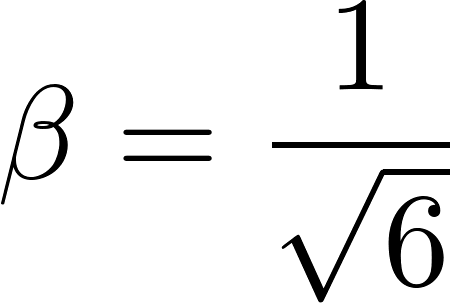 β = 1/√6